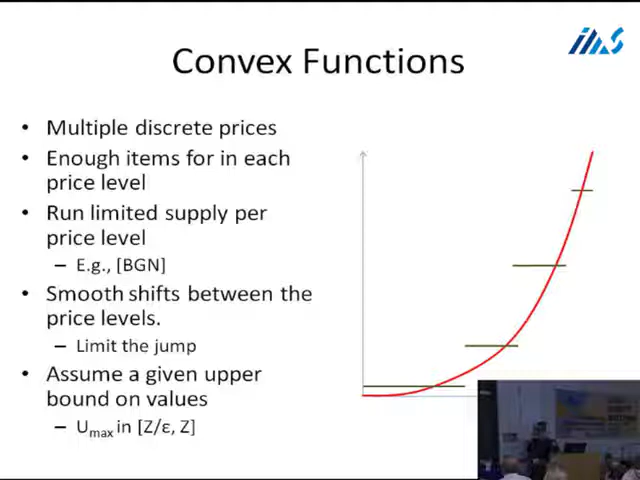 IMS
Convex Functions
• Multiple discrete prices
• Enough items for in each
price level
• Run limited supply per
price level
– E.g., [BGN]
• Smooth shifts between the
price levels.
– Limit the jump
• Assume a given upper
bound on values
– Umax in [Z/ε, Z]